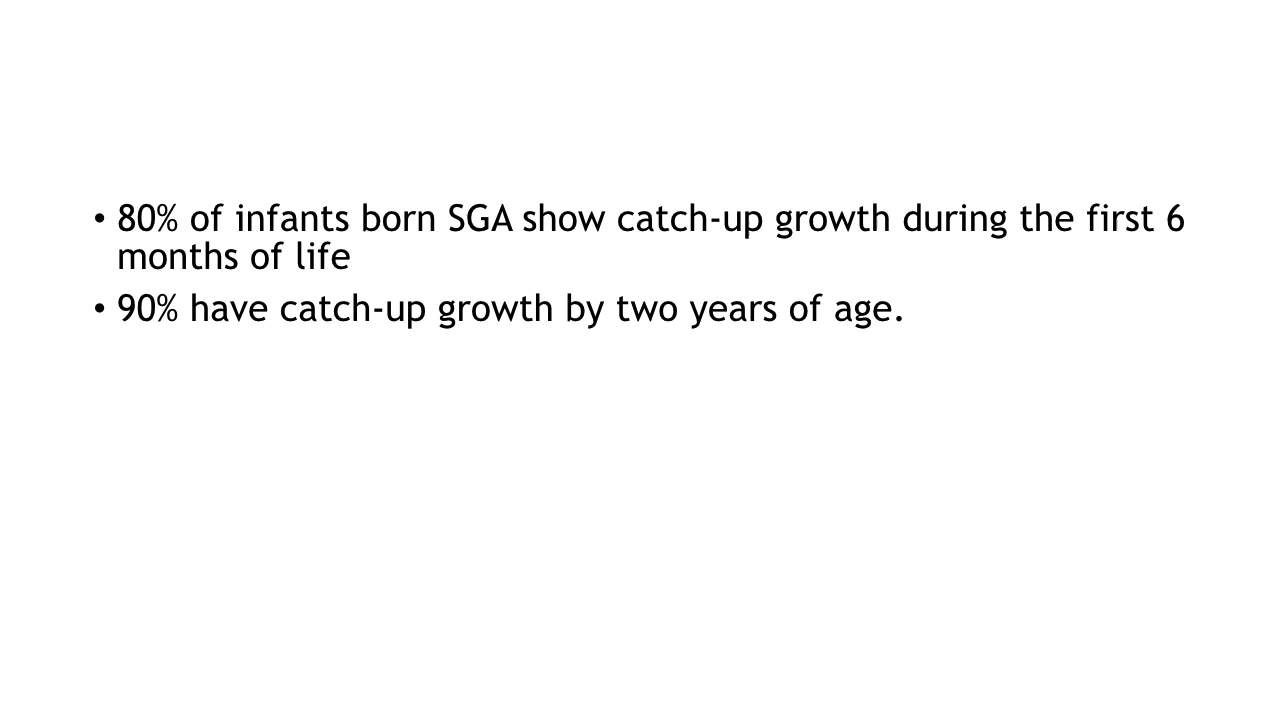 • 80% of infants born SGA show catch-up growth during the first 6
months of life
• 90% have catch-up growth by two years of age.